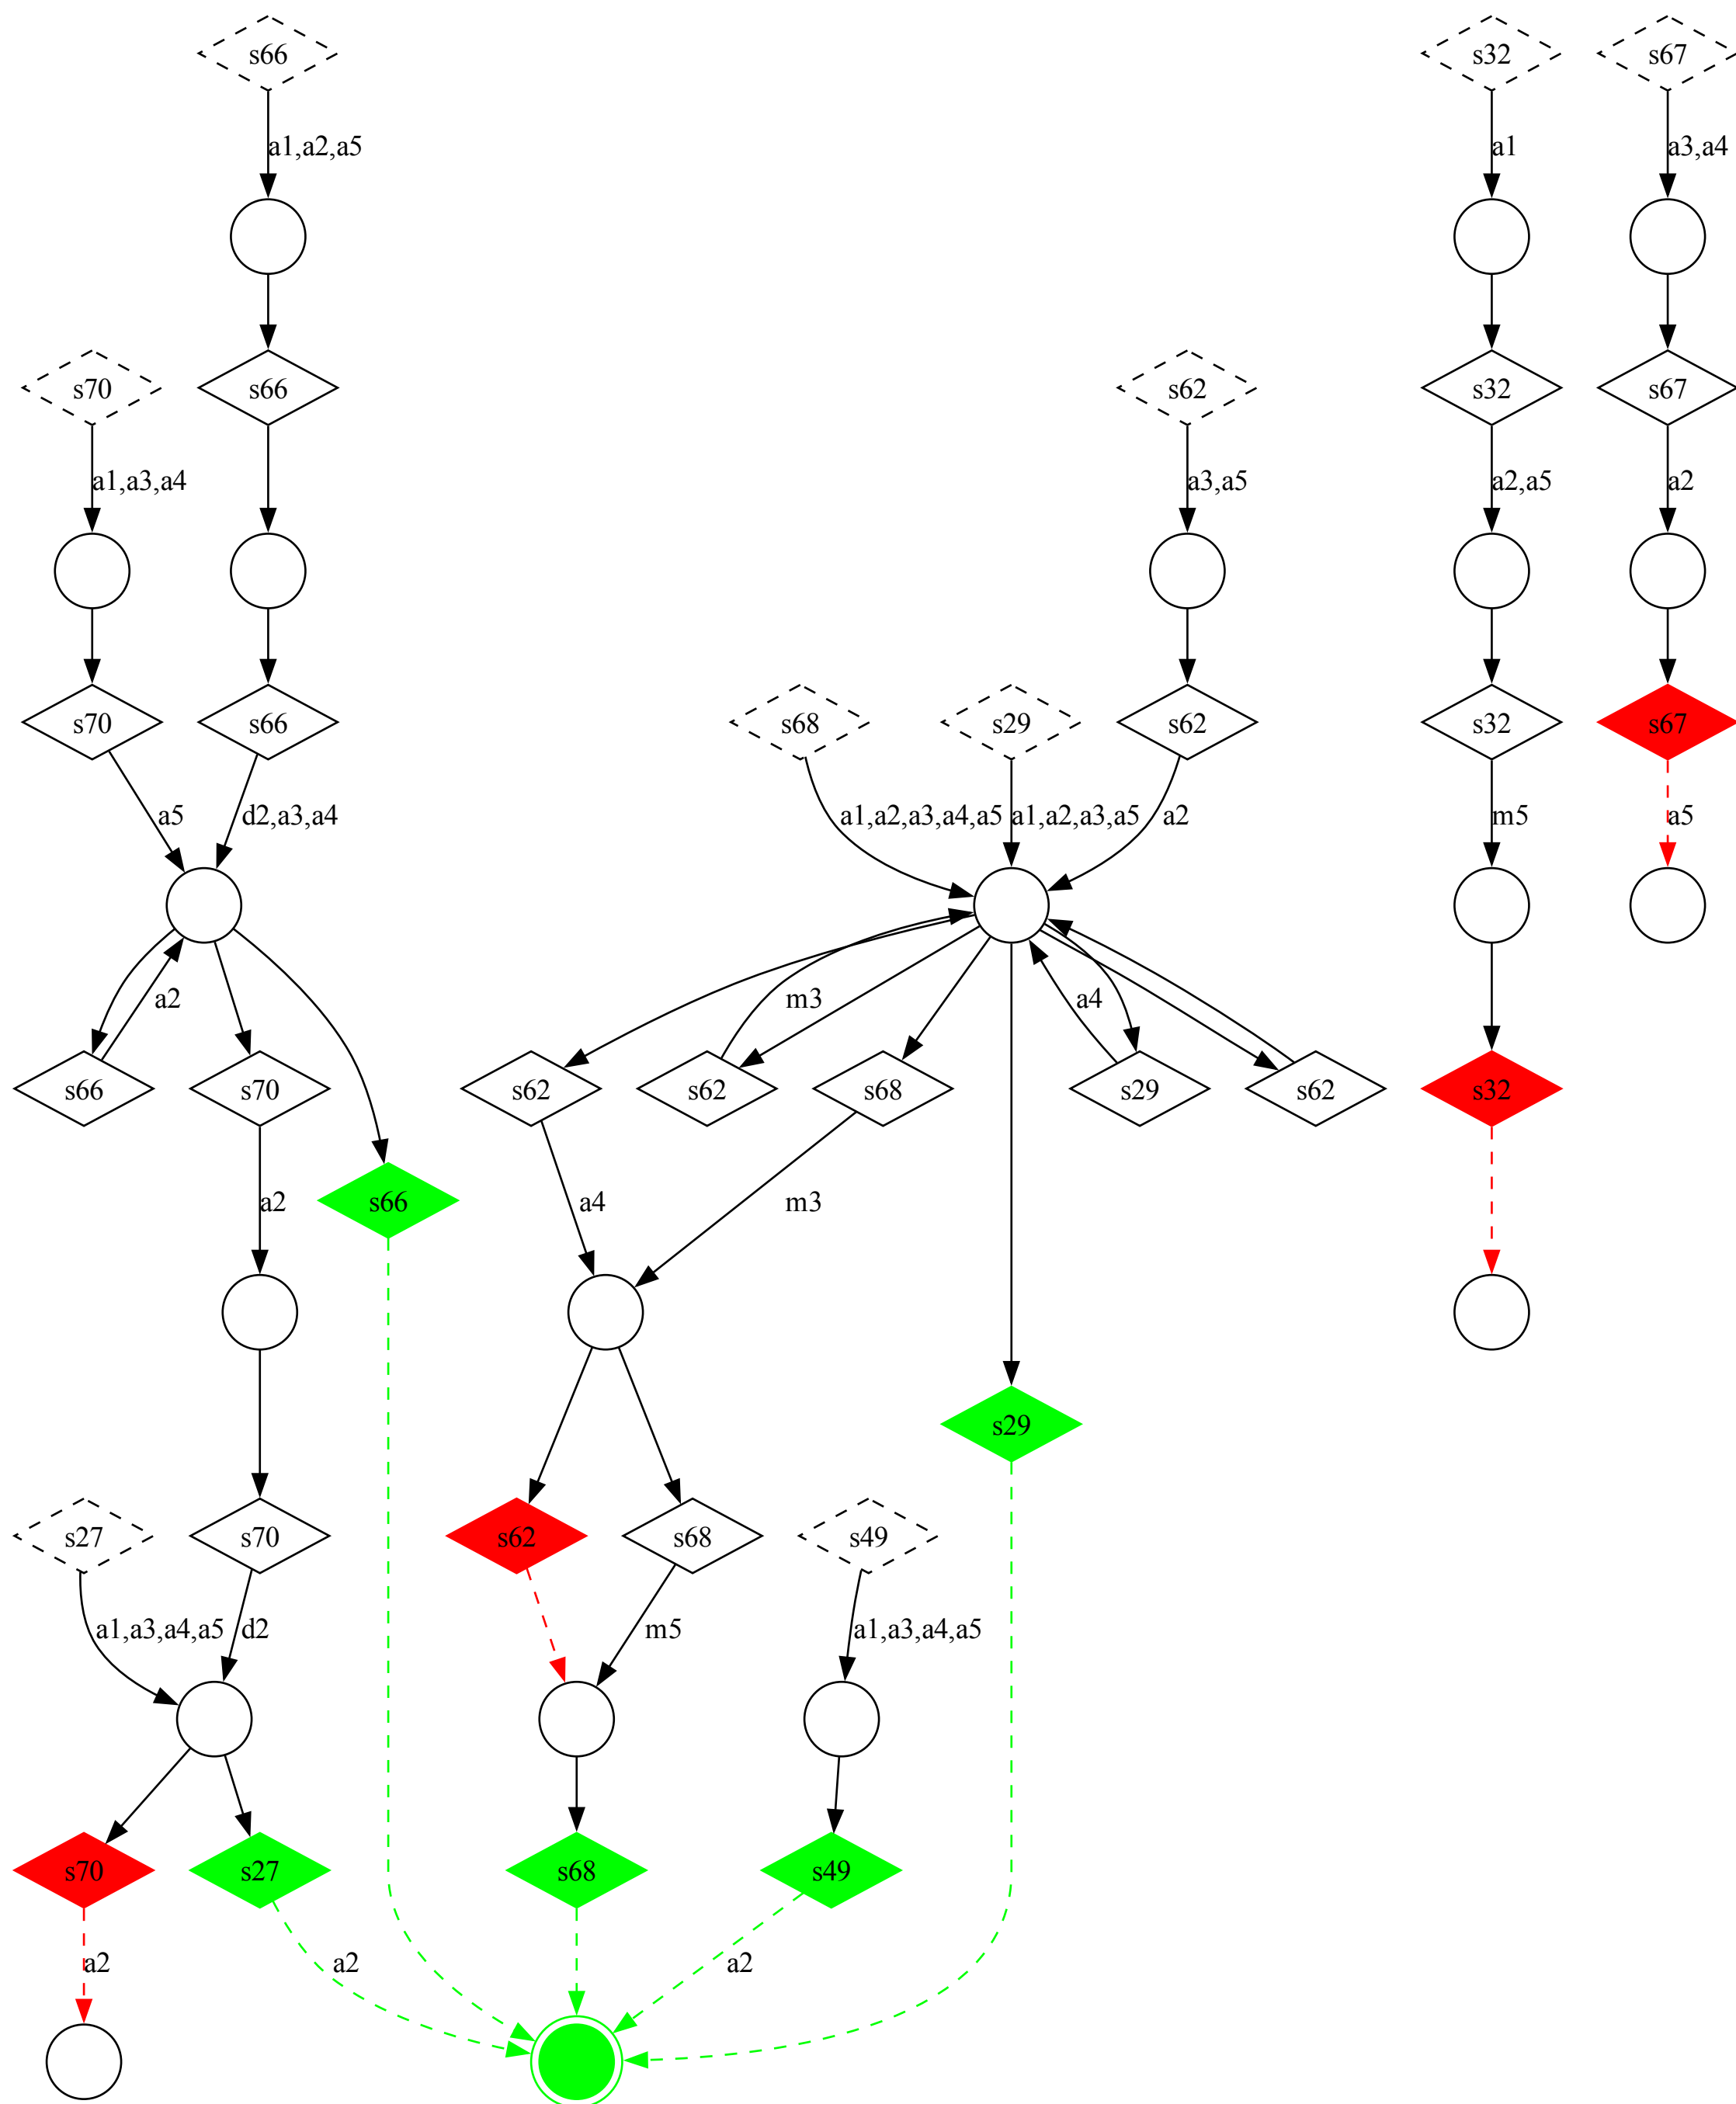 s66 s32 s67
a1,a2,a5 a1 a3,a4
s70 s66 s62 s32 s67
a1,a3,a4 a3,a5 a2,a5 a2
s70 s66 s68 s29 s62 s32 s67
a5 d2,a3,a4 a1,a2,a3,a4,a5 a1,a2,a3,a5 a2 m5 a5
a2 m3 a4
s66 s70 s62 s62 s68 s29 s62 s32
a2 s66 a4 m3
s29
s27 s70 s62 s68 s49
a1,a3,a4,a5 d2 m5 a1,a3,a4,a5
s70 s27 s68 s49
a2 a2 a2